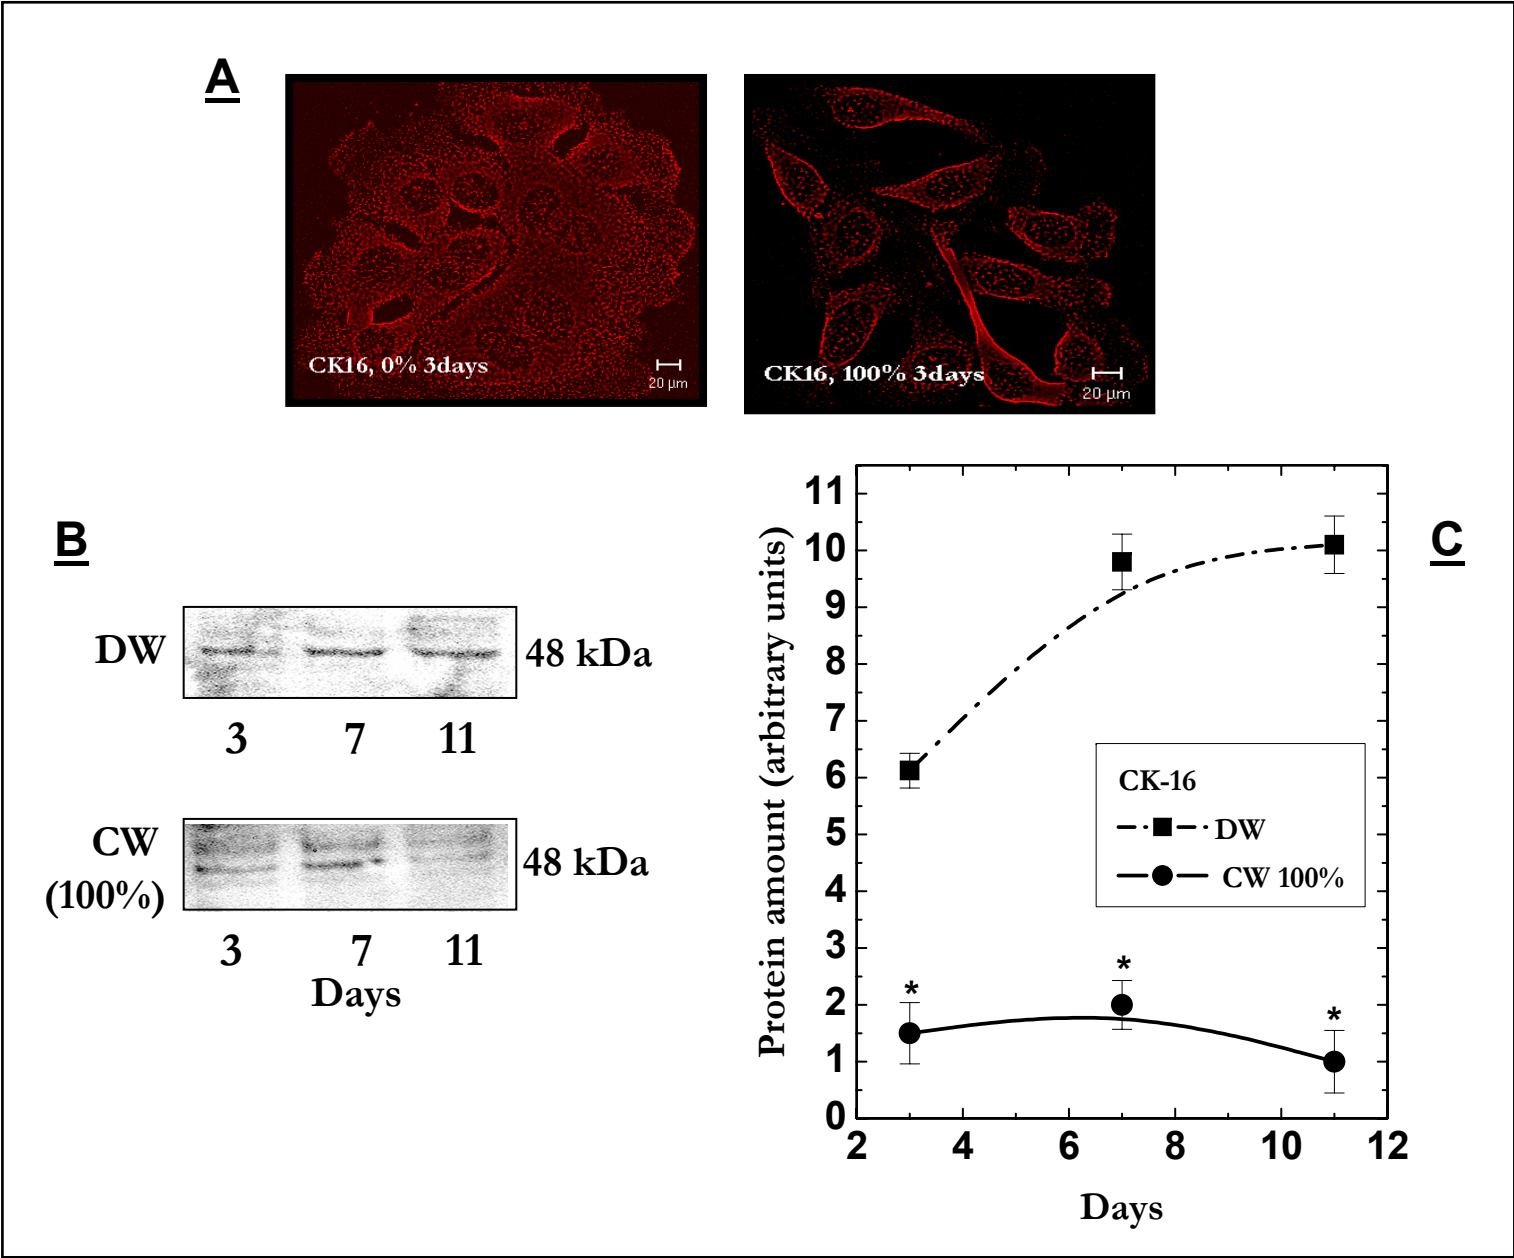 A
CK16, 0% 3days
20 µm
CK16, 100% 3days
20 µm
B
DW
48 kDa
3 7 11
CW
(100%)
48 kDa
3 7 11
Days
C
Protein amount (arbitrary units)
11
10
9
8
7
6
5
4
3
2
1
0
CK-16
DW
CW 100%
*
*
*
2 4 6 8 10 12
Days